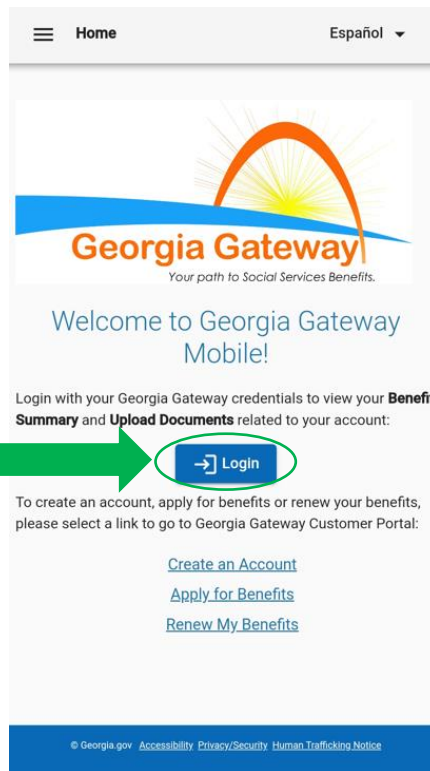 Home
Español
Georgia Gateway
Your path to Social Services Benefits.
Welcome to Georgia Gateway
Mobile!
Login with your Georgia Gateway credentials to view your Benefi
Summary and Upload Documents related to your account:
Login
To create an account, apply for benefits or renew your benefits,
please select a link to go to Georgia Gateway Customer Portal:
Create an Account
Apply for Benefits
Renew My Benefits
© Georgia.gov Accessibility Privacy/Security Human Trafficking Notice